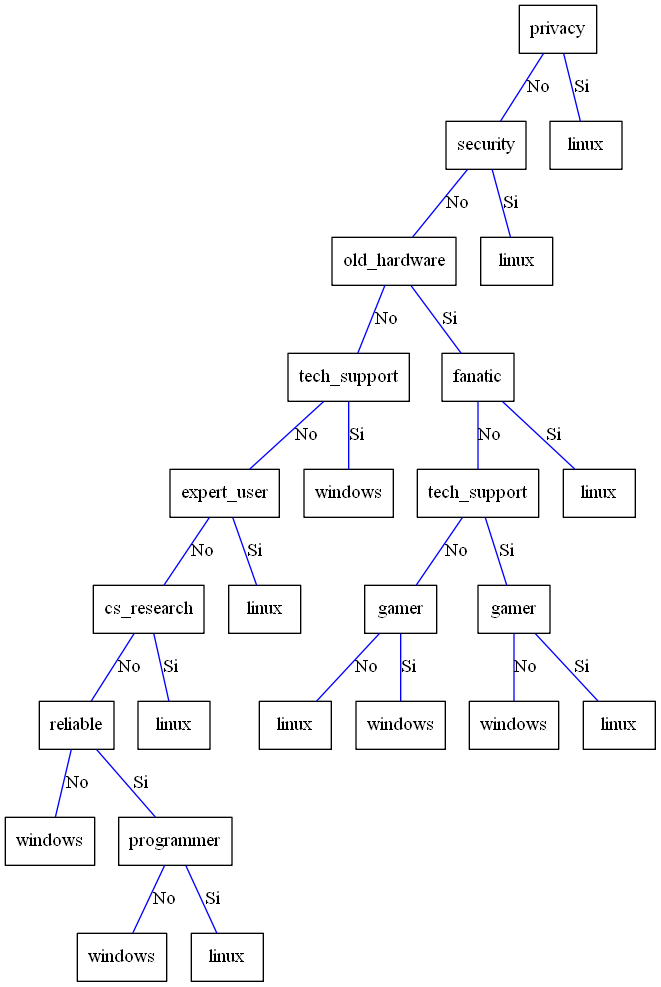 privacy
No
Si
security
linux
No
Si
old_hardware
linux
No
Si
tech_support
fanatic
No
Si
No
Si
expert_user
windows
tech_support
linux
No
Si
No
Si
cs_research
linux
gamer
gamer
No
Si
No
Si
No
Si
reliable
linux
linux
windows
windows
linux
No
Si
windows
programmer
No
Si
windows
linux